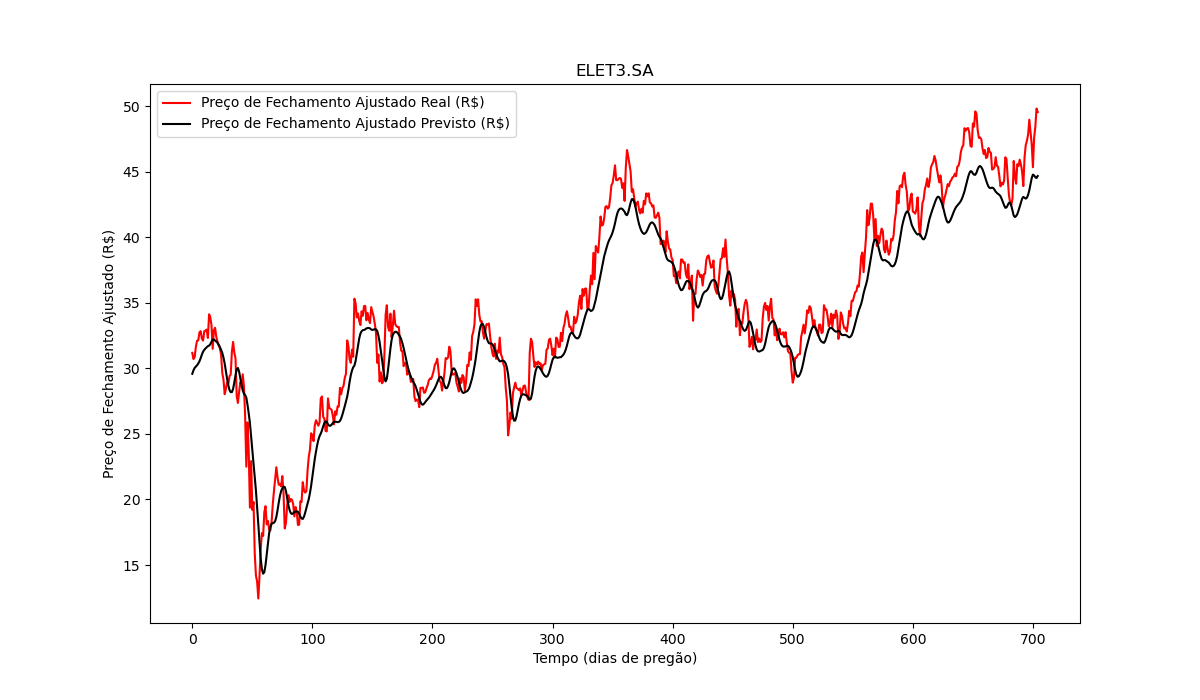 ELET3.SA
Preço de Fechamento Ajustado Real (R$)
Preço de Fechamento Ajustado Previsto (R$)
Preço de Fechamento Ajustado (R$)
50
45
40
35
30
25
20
15
0 100 200 300 400 500 600 700
Tempo (dias de pregão)